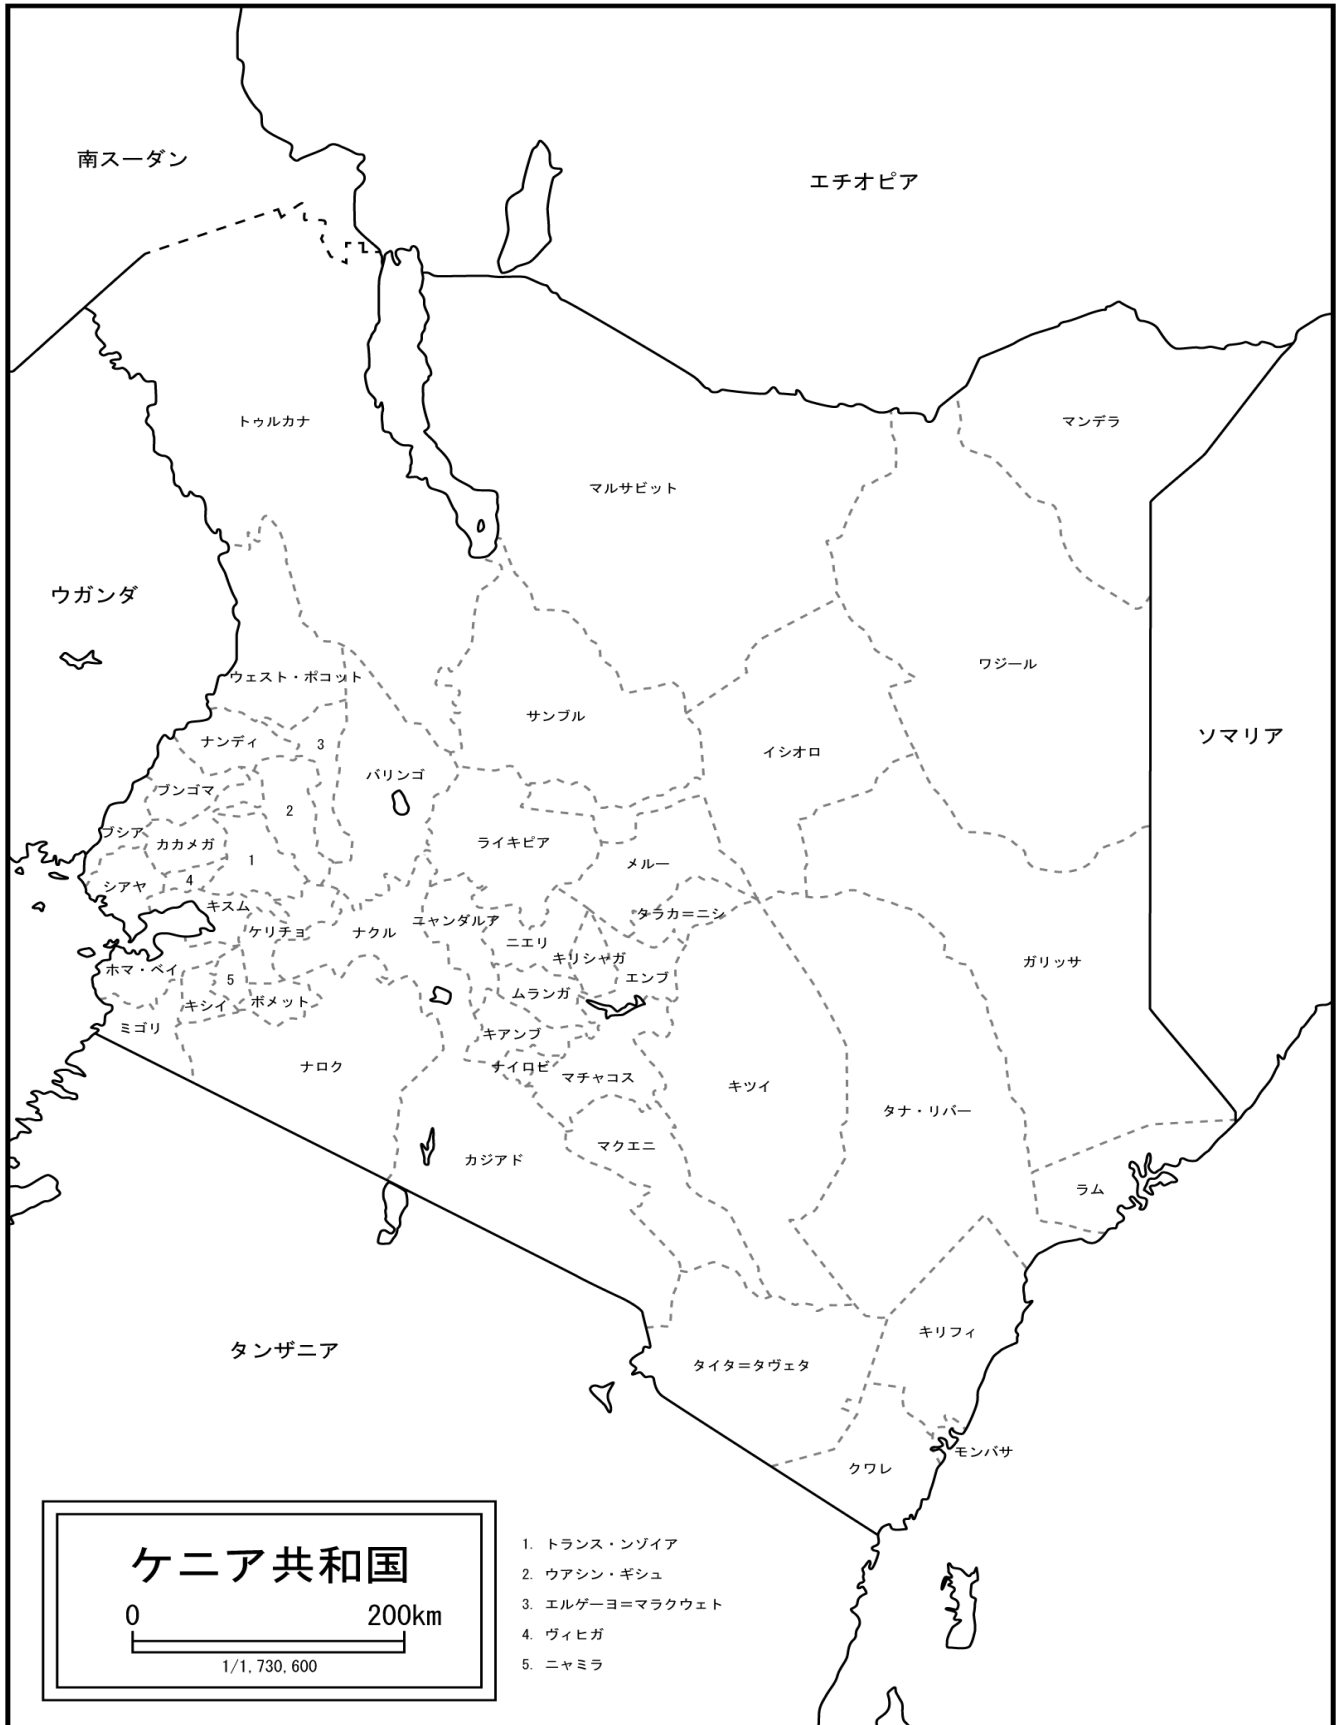 南スーダン
エチオピア
トゥルカナ
マンデラ
マルサビット
ウガンダ
ワジール
ウェスト・ポコット
サンブル
ソマリア
ナンディ
3
イシオロ
バリンゴ
ブンゴマ
2
ブシア
カカメガ
ライキピア
1
メルー
4
シアヤ
キスム
タラカ＝ニシ
ニャンダルア
ケリチョ
ナクル
ニエリ
キリシャガ
ガリッサ
ホマ・ベイ
5
エンブ
ムランガ
キシイ
ボメット
ミゴリ
キアンブ
ナロク
ナイロビ
マチャコス
キツイ
タナ・リバー
マクエニ
カジアド
ラム
キリフィ
タンザニア
タイタ＝タヴェタ
モンバサ
クワレ
ケニア共和国
0 200km
1/1,730,600
1. トランス・ンゾイア
2. ウアシン・ギシュ
3. エルゲーヨ＝マラクウェト
4. ヴィヒガ
5. ニャミラ